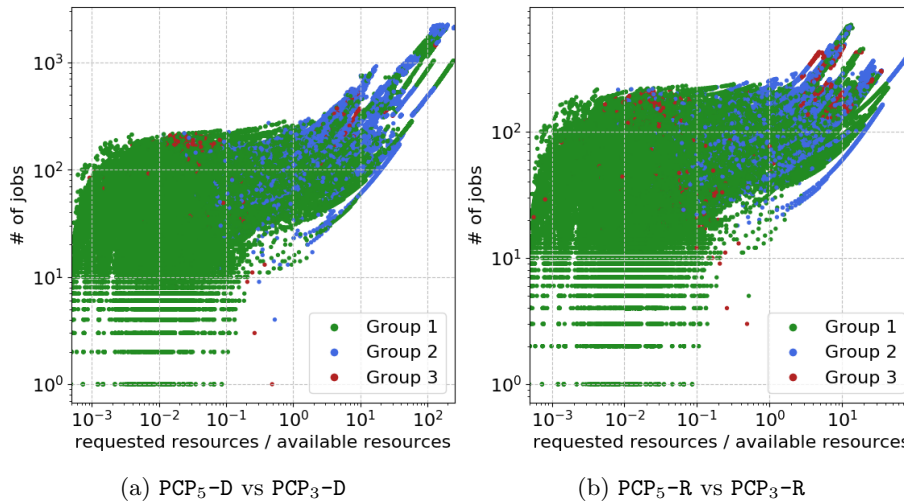 # of jobs
10³
10²
10¹
10⁰
10⁻³ 10⁻² 10⁻¹ 10⁰ 10¹ 10²
requested resources / available resources
Group 1
Group 2
Group 3
(a) PCP₅-D vs PCP₃-D
# of jobs
10²
10¹
10⁰
10⁻³ 10⁻² 10⁻¹ 10⁰ 10¹
requested resources / available resources
Group 1
Group 2
Group 3
(b) PCP₅-R vs PCP₃-R